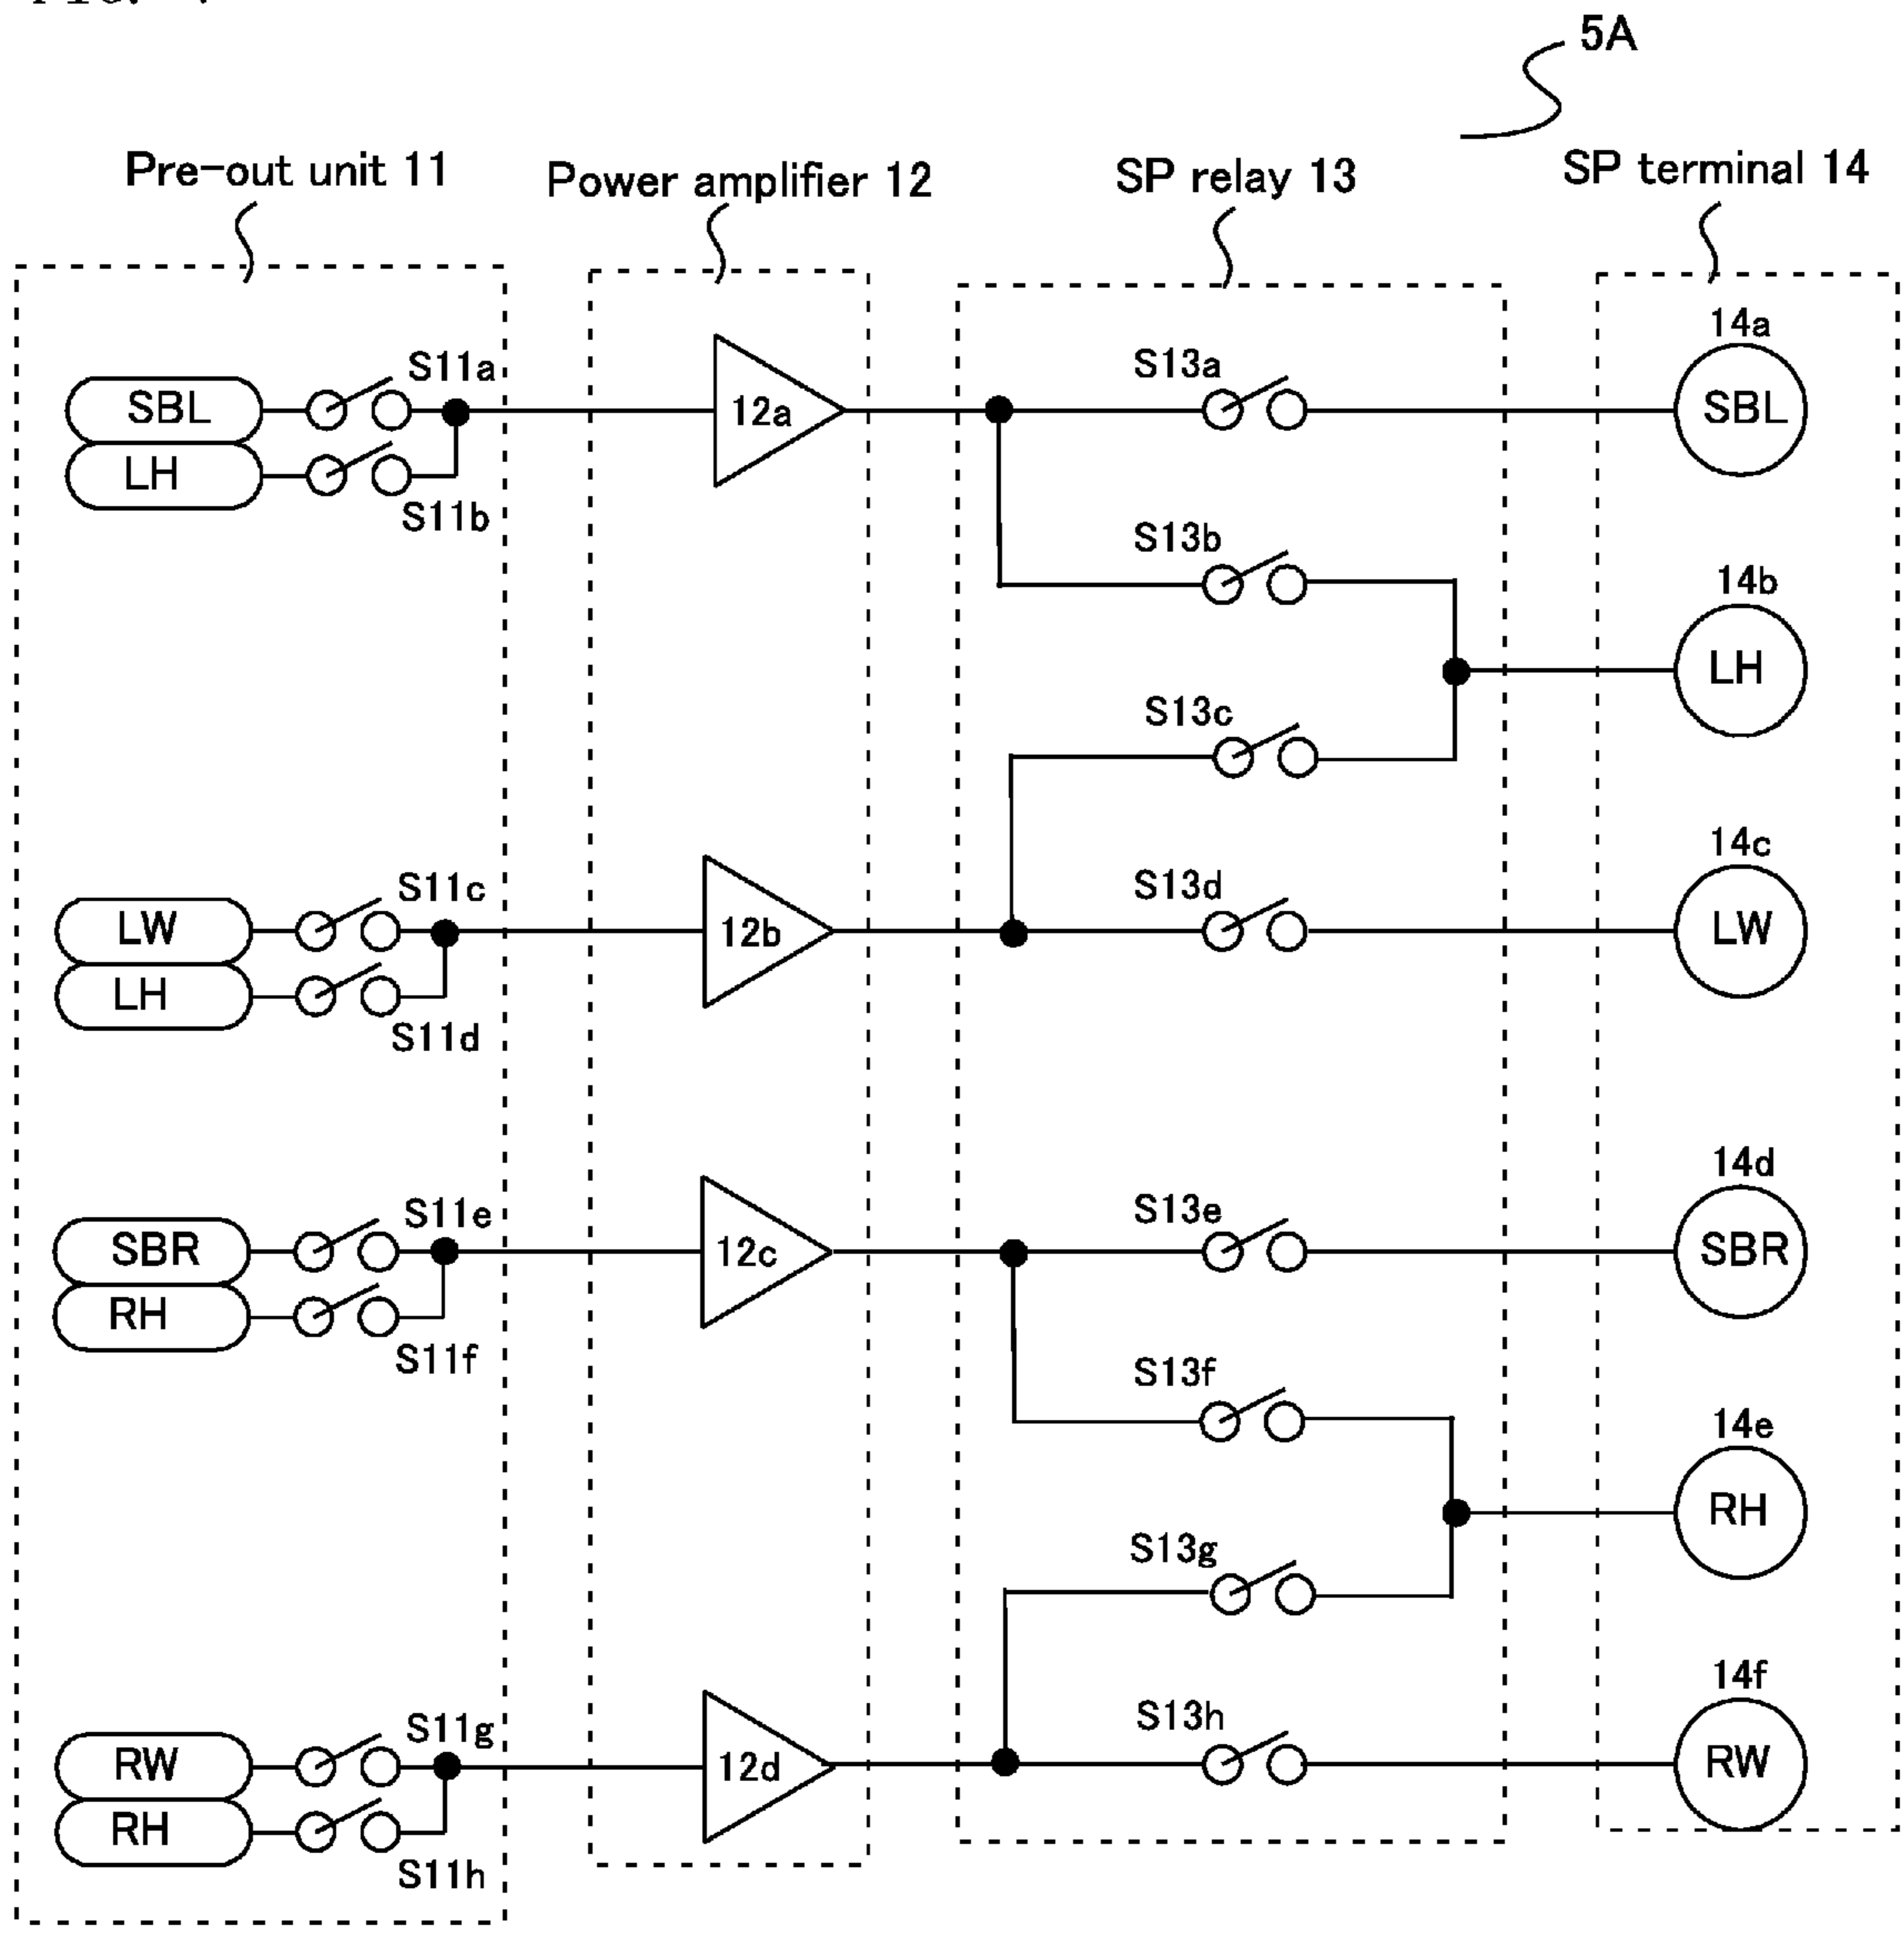 5A
Pre-out unit 11
Power amplifier 12
SP relay 13
SP terminal 14
SBL
S11a
12a
S13a
14a
SBL
LH
S11b
S13b
14b
LH
S13c
LW
S11c
12b
S13d
14c
LW
LH
S11d
SBR
S11e
12c
S13e
14d
SBR
RH
S11f
S13f
14e
RH
S13g
RW
S11g
12d
S13h
14f
RW
RH
S11h